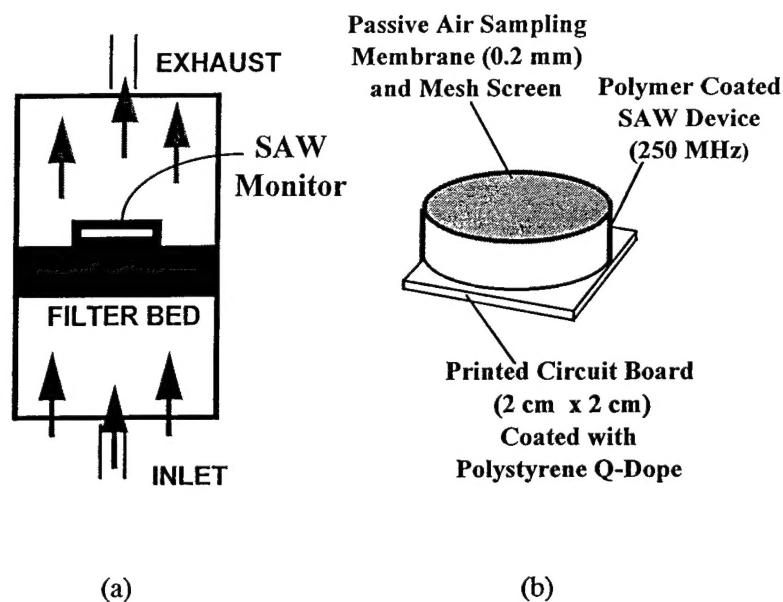 EXHAUST
SAW
Monitor
FILTER BED
INLET
(a)
Passive Air Sampling
Membrane (0.2 mm)
and Mesh Screen
Polymer Coated
SAW Device
(250 MHz)
Printed Circuit Board
(2 cm x 2 cm)
Coated with
Polystyrene Q-Dope
(b)